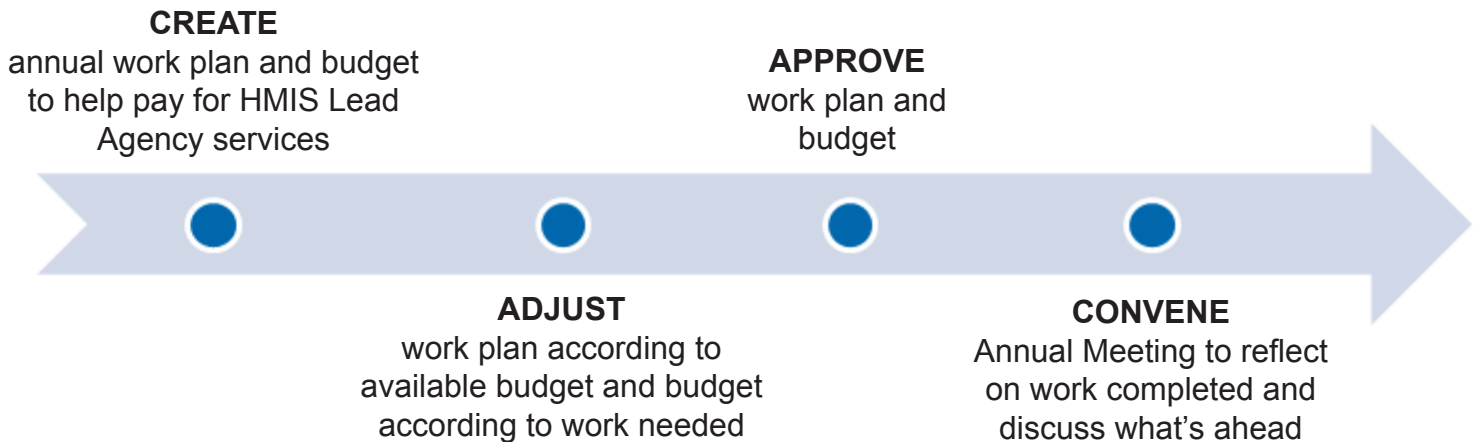 CREATE
annual work plan and budget
to help pay for HMIS Lead
Agency services
ADJUST
work plan according to
available budget and budget
according to work needed
APPROVE
work plan and
budget
CONVENE
Annual Meeting to reflect
on work completed and
discuss what's ahead